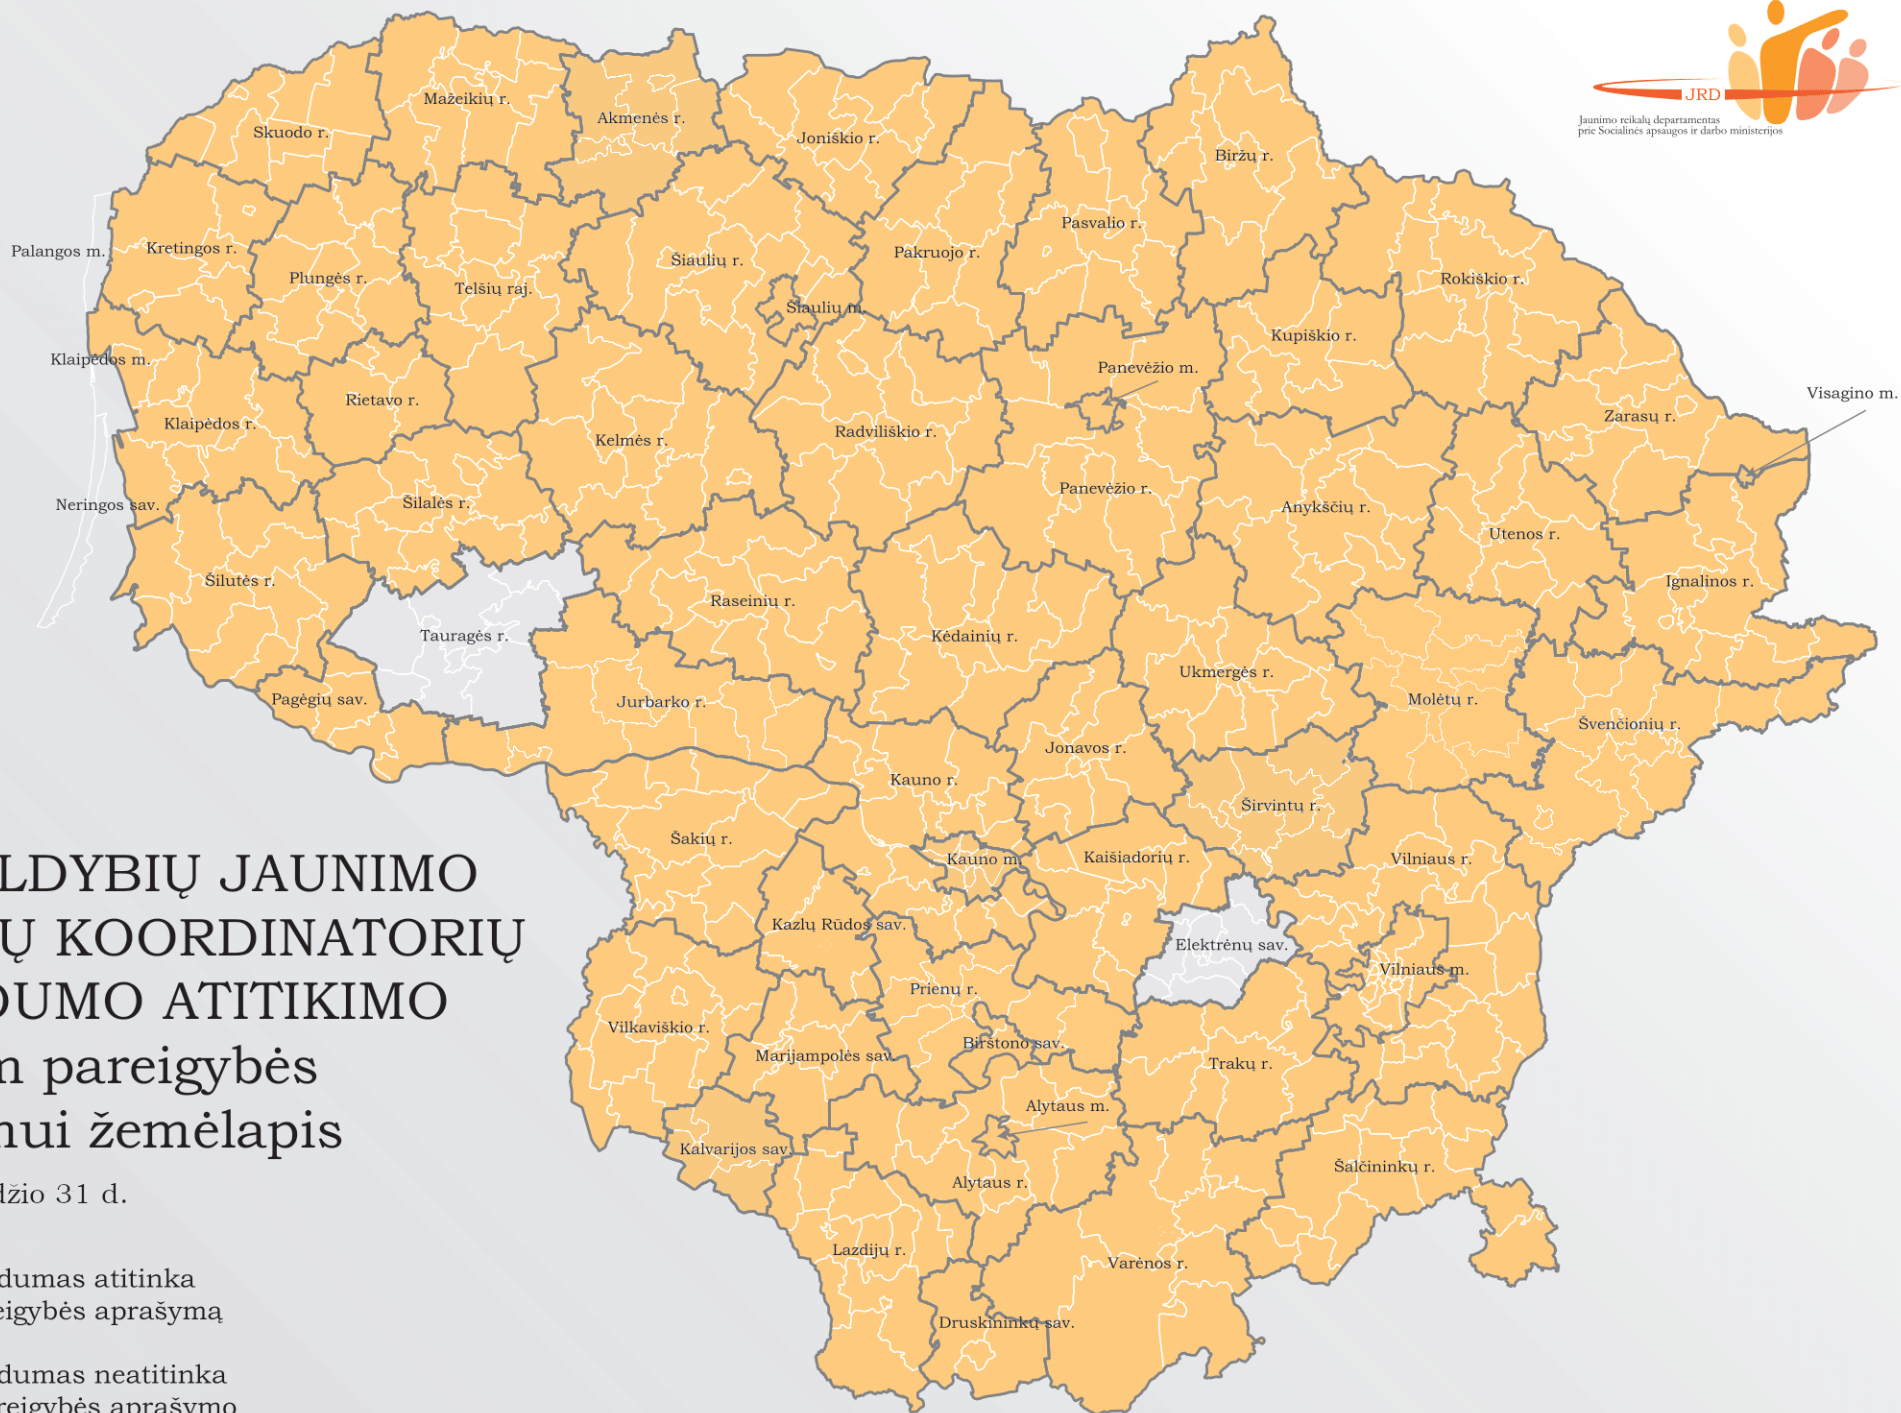 JRD
Jaunimo reikalų departamentas
prie Socialinės apsaugos ir darbo ministerijos
Mažeikių r.
Skuodo r.
Akmenės r.
Joniškio r.
Biržų r.
Palangos m.
Kretingos r.
Plungės r.
Telšių raj.
Šiaulių r.
Šiaulių m.
Pakruojo r.
Pasvalio r.
Rokiškio r.
Kupiškio r.
Klaipėdos m.
Klaipėdos r.
Rietavo r.
Kelmės r.
Radviliškio r.
Panevėžio m.
Panevėžio r.
Visagino m.
Zarasų r.
Neringos sav.
Šilalės r.
Anykščių r.
Utenos r.
Ignalinos r.
Šilutės r.
Tauragės r.
Raseinių r.
Kėdainių r.
Ukmergės r.
Molėtų r.
Švenčionių r.
Pagėgių sav.
Jurbarko r.
Jonavos r.
Kauno r.
Širvintų r.
Šakių r.
Kauno m.
Kaišiadorių r.
Vilniaus r.
Kazlų Rūdos sav.
Elektrėnų sav.
Vilniaus m.
Prienų r.
Vilkaviškio r.
Marijampolės sav.
Birštono sav.
Trakų r.
Alytaus m.
Kalvarijos sav.
Alytaus r.
Šalčininkų r.
Lazdijų r.
Varėnos r.
Druskininkų sav.
LDYBIŲ JAUNIMO
Ų KOORDINATORIŲ
DUMO ATITIKIMO
pareigybės
žemėlapis
džio 31 d.
dumas atitinka
eigybės aprašymą
dumas neatitinka
reigybės aprašymo